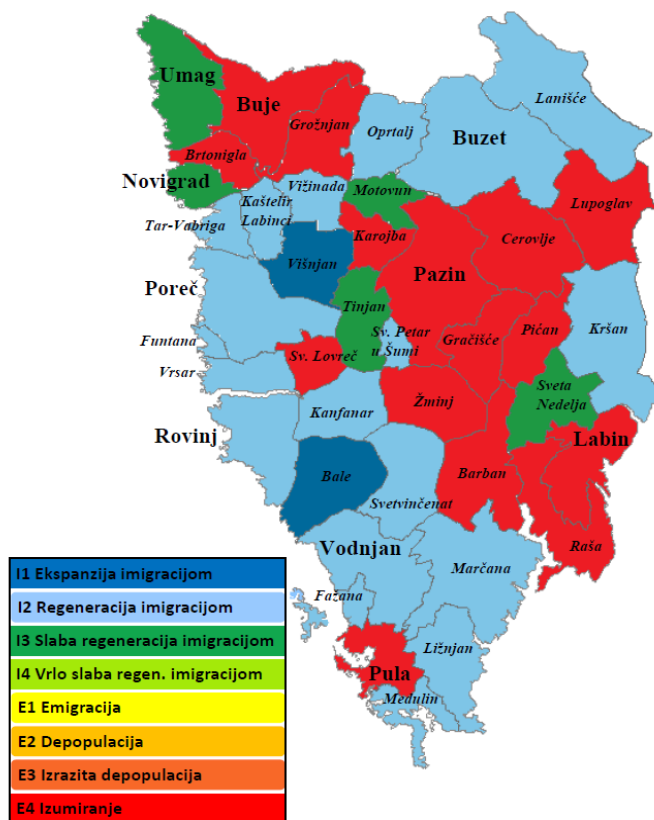 Umag
Buje
Lanišće
Grožnjan
Oprtalj
Buzet
Brtonigla
Novigrad
Vižinada
Motovun
Kaštelir
Labinci
Lupoglav
Tar-Vabriga
Karojba
Cerovlje
Višnjan
Pazin
Poreč
Tinjan
Sv. Petar
u Šumi
Gračišće
Pićan
Kršan
Funtana
Sv. Lovreč
Vrsar
Sveta
Nedelja
Kanfanar
Žminj
Rovinj
Labin
Bale
Barban
Svetvinčenat
Raša
Vodnjan
Marčana
Fažana
Ližnjan
Pula
Medulin
I1 Ekspanzija imigracijom
I2 Regeneracija imigracijom
I3 Slaba regeneracija imigracijom
I4 Vrlo slaba regen. imigracijom
E1 Emigracija
E2 Depopulacija
E3 Izrazita depopulacija
E4 Izumiranje